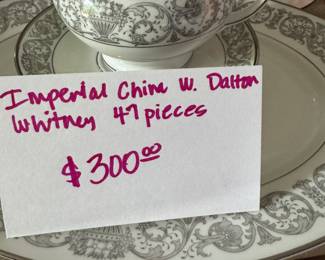 Imperial China W. Dalton
Whitney 47 pieces
$300.00